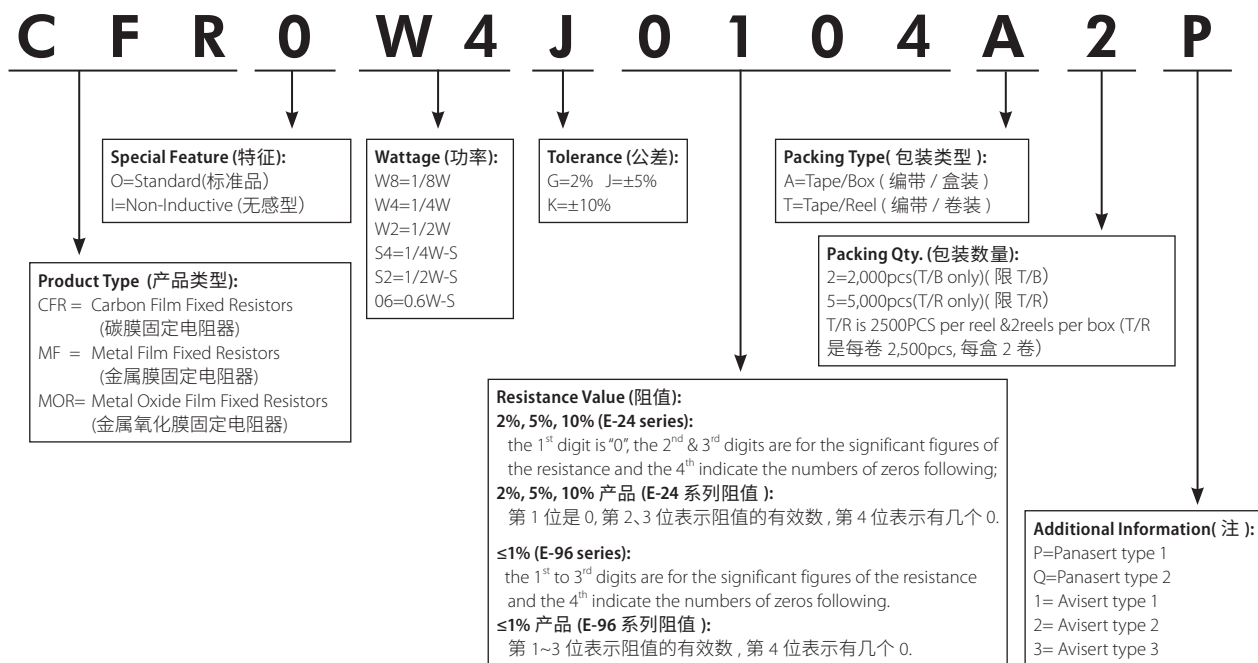 C F R 0 W 4 J 0 1 0 4 A 2 P
Special Feature (特征):
O=Standard(标准品)
I=Non-Inductive (无感型)
Wattage (功率):
W8=1/8W
W4=1/4W
W2=1/2W
S4=1/4W-S
S2=1/2W-S
06=0.6W-S
Tolerance (公差):
G=2% J=±5%
K=±10%
Packing Type( 包装类型 ):
A=Tape/Box ( 编带 / 盒装 )
T=Tape/Reel ( 编带 / 卷装 )
Packing Qty. (包装数量):
2=2,000pcs(T/B only)( 限 T/B)
5=5,000pcs(T/R only)( 限 T/R)
T/R is 2500PCS per reel &2reels per box (T/R
是每卷 2,500pcs, 每盒 2 卷)
Product Type (产品类型):
CFR = Carbon Film Fixed Resistors
(碳膜固定电阻器)
MF = Metal Film Fixed Resistors
(金属膜固定电阻器)
MOR= Metal Oxide Film Fixed Resistors
(金属氧化膜固定电阻器)
Resistance Value (阻值):
2%, 5%, 10% (E-24 series):
the 1st digit is "0", the 2nd & 3rd digits are for the significant figures of
the resistance and the 4th indicate the numbers of zeros following;
2%, 5%, 10% 产品 (E-24 系列阻值 ):
第 1 位是 0, 第 2、3 位表示阻值的有效数 , 第 4 位表示有几个 0.
≤1% (E-96 series):
the 1st to 3rd digits are for the significant figures of the resistance
and the 4th indicate the numbers of zeros following.
≤1% 产品 (E-96 系列阻值 ):
第 1~3 位表示阻值的有效数 , 第 4 位表示有几个 0.
Additional Information( 注 ):
P=Panasert type 1
Q=Panasert type 2
1= Avisert type 1
2= Avisert type 2
3= Avisert type 3